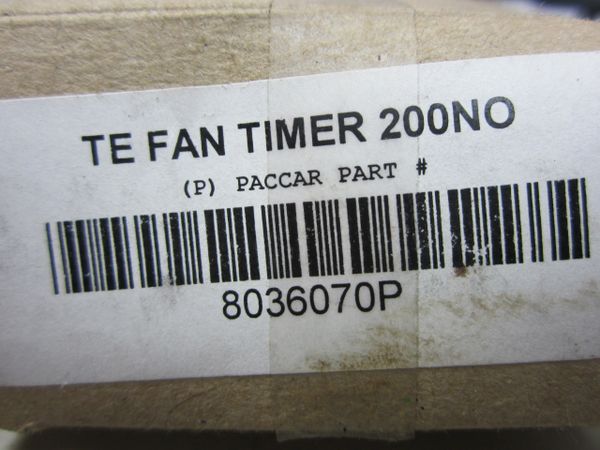 TE FAN TIMER 200NO
(P) PACCAR PART #
8036070P